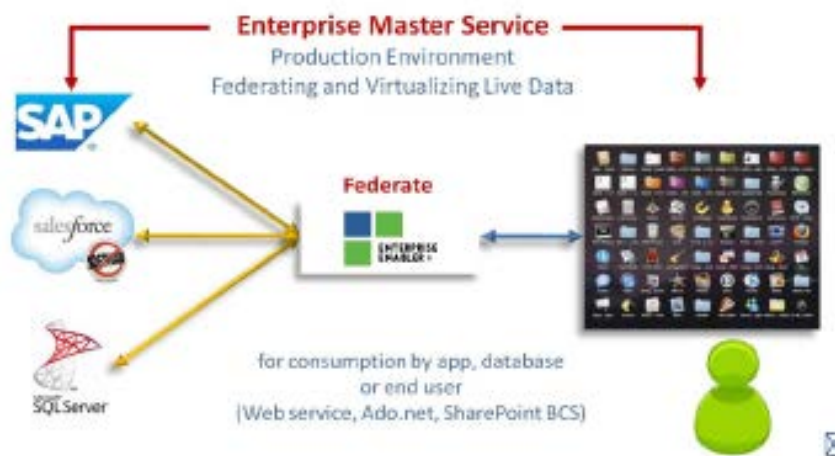 Enterprise Master Service
Production Environment
Federating and Virtualizing Live Data
SAP
salesforce
Federate
ENTERPRISE
ENABLER
SQL Server
for consumption by app, database
or end user
(Web service, Ado.net, SharePoint BCS)